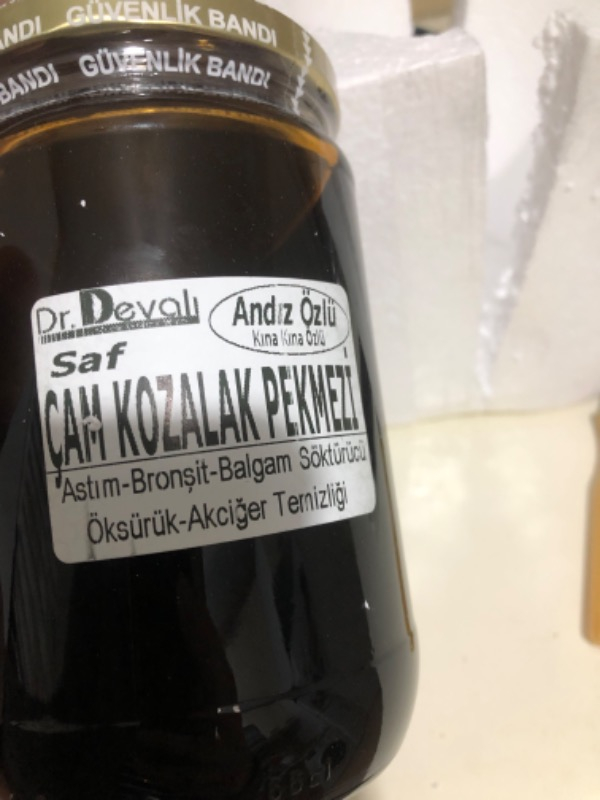 ANDI GÜVENLİK BANDI
BANDI GÜVENLİK BANDI
Dr. Devalı
Andız Özlü
Kına Kına Özlü
Saf
ÇAM KOZALAK PEKMEZİ
Astım-Bronşit-Balgam Söktürücü
Öksürük-Akciğer Temizliği